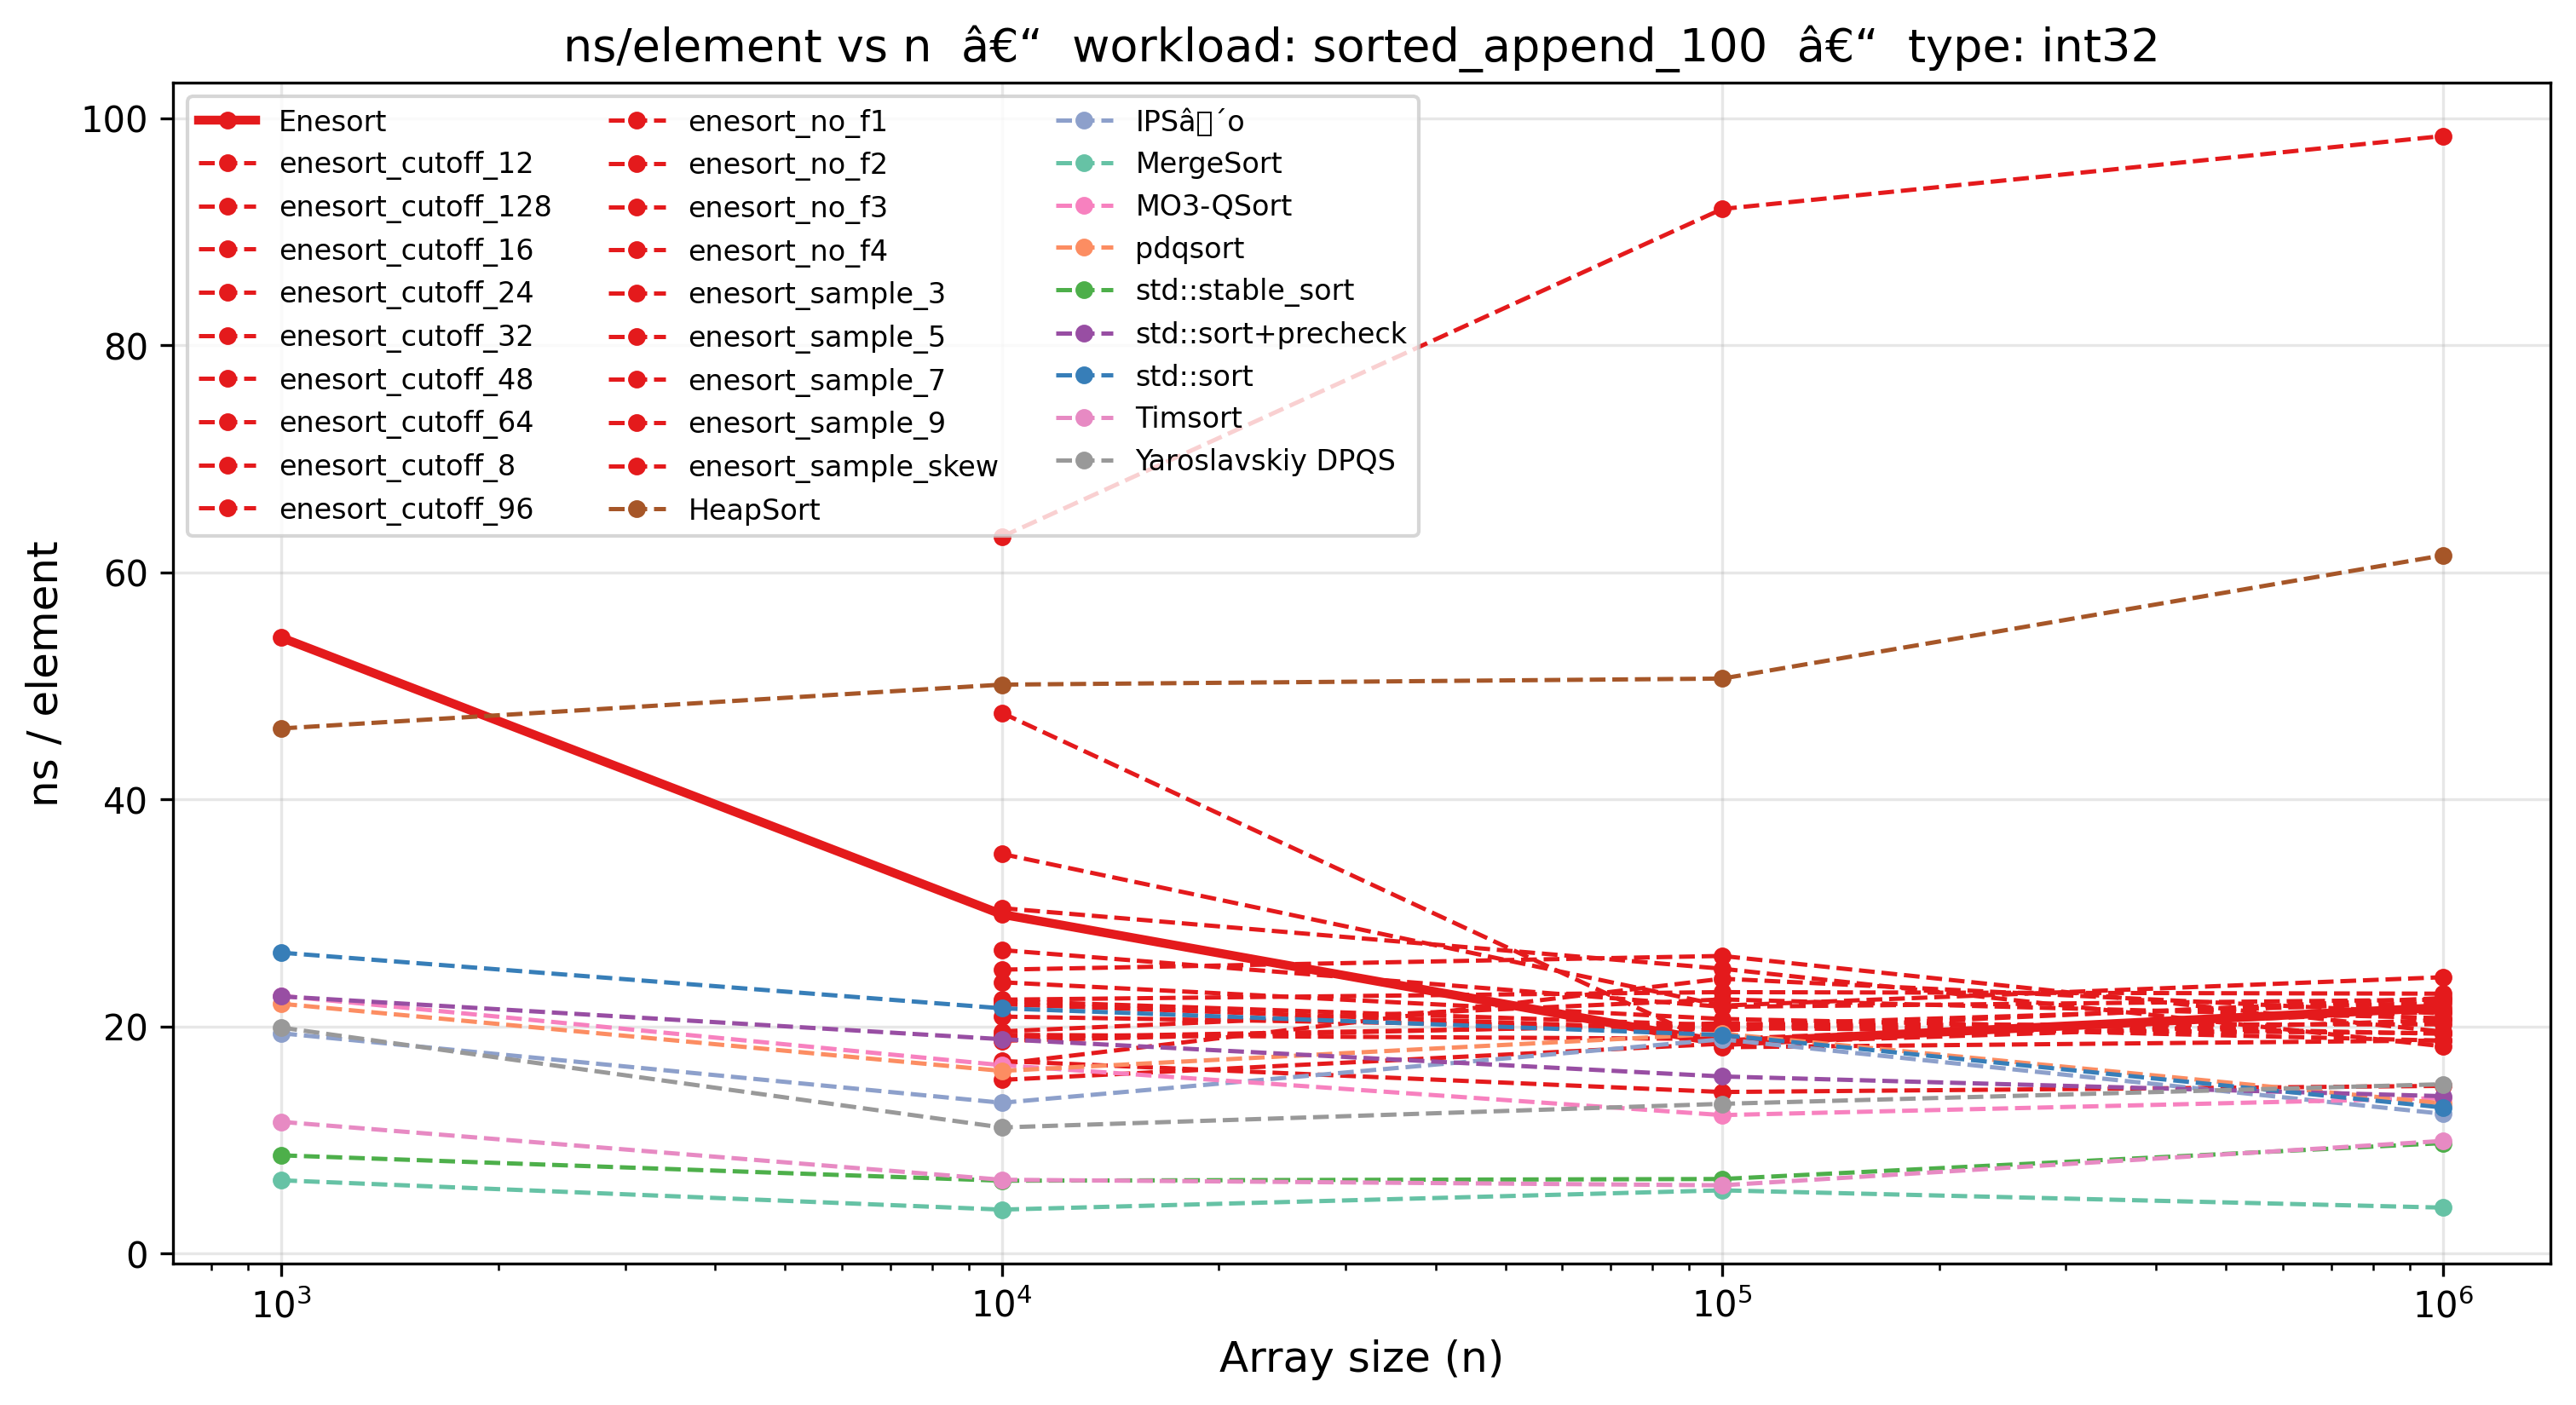 ns/element vs n â€“ workload: sorted_append_100 â€“ type: int32
100
80
60
40
20
0
ns / element
Enesort
enesort_cutoff_12
enesort_cutoff_128
enesort_cutoff_16
enesort_cutoff_24
enesort_cutoff_32
enesort_cutoff_48
enesort_cutoff_64
enesort_cutoff_8
enesort_cutoff_96
enesort_no_f1
enesort_no_f2
enesort_no_f3
enesort_no_f4
enesort_sample_3
enesort_sample_5
enesort_sample_7
enesort_sample_9
enesort_sample_skew
HeapSort
IPSâ▯´o
MergeSort
MO3-QSort
pdqsort
std::stable_sort
std::sort+precheck
std::sort
Timsort
Yaroslavskiy DPQS
10³
10⁴
10⁵
10⁶
Array size (n)